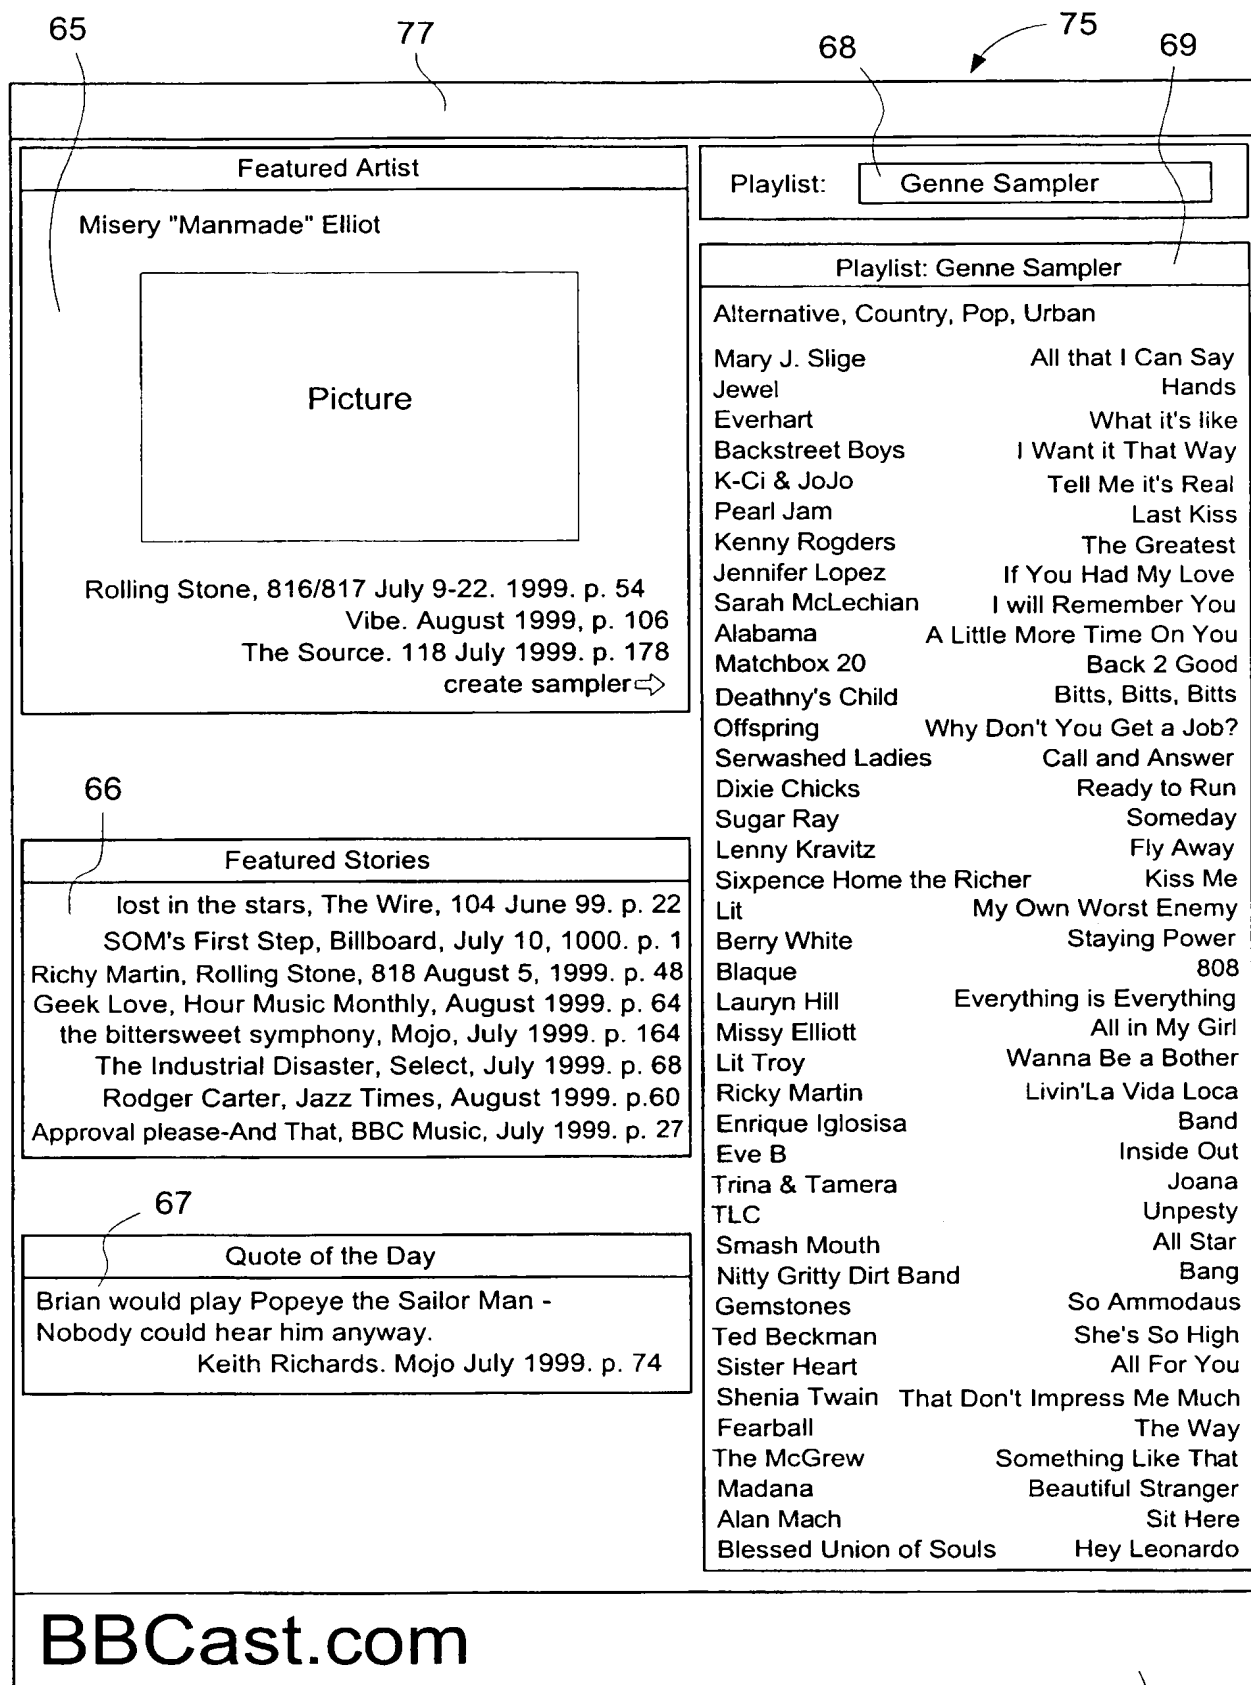 65
77
68
75
69
Featured Artist
Misery "Manmade" Elliot
Picture
Rolling Stone, 816/817 July 9-22. 1999. p. 54
Vibe. August 1999, p. 106
The Source. 118 July 1999. p. 178
create sampler⇨
66
Featured Stories
lost in the stars, The Wire, 104 June 99. p. 22
SOM's First Step, Billboard, July 10, 1000. p. 1
Richy Martin, Rolling Stone, 818 August 5, 1999. p. 48
Geek Love, Hour Music Monthly, August 1999. p. 64
the bittersweet symphony, Mojo, July 1999. p. 164
The Industrial Disaster, Select, July 1999. p. 68
Rodger Carter, Jazz Times, August 1999. p.60
Approval please-And That, BBC Music, July 1999. p. 27
67
Quote of the Day
Brian would play Popeye the Sailor Man -
Nobody could hear him anyway.
Keith Richards. Mojo July 1999. p. 74
Playlist: Genne Sampler
Playlist: Genne Sampler
Alternative, Country, Pop, Urban
Mary J. Slige All that I Can Say
Jewel Hands
Everhart What it's like
Backstreet Boys I Want it That Way
K-Ci & JoJo Tell Me it's Real
Pearl Jam Last Kiss
Kenny Rogders The Greatest
Jennifer Lopez If You Had My Love
Sarah McLechian I will Remember You
Alabama A Little More Time On You
Matchbox 20 Back 2 Good
Deathny's Child Bitts, Bitts, Bitts
Offspring Why Don't You Get a Job?
Serwashed Ladies Call and Answer
Dixie Chicks Ready to Run
Sugar Ray Someday
Lenny Kravitz Fly Away
Sixpence Home the Richer Kiss Me
Lit My Own Worst Enemy
Berry White Staying Power
Blaque 808
Lauryn Hill Everything is Everything
Missy Elliott All in My Girl
Lit Troy Wanna Be a Bother
Ricky Martin Livin'La Vida Loca
Enrique Iglosisa Band
Eve B Inside Out
Trina & Tamera Joana
TLC Unpesty
Smash Mouth All Star
Nitty Gritty Dirt Band Bang
Gemstones So Ammodaus
Ted Beckman She's So High
Sister Heart All For You
Shenia Twain That Don't Impress Me Much
Fearball The Way
The McGrew Something Like That
Madana Beautiful Stranger
Alan Mach Sit Here
Blessed Union of Souls Hey Leonardo
BBCast.com